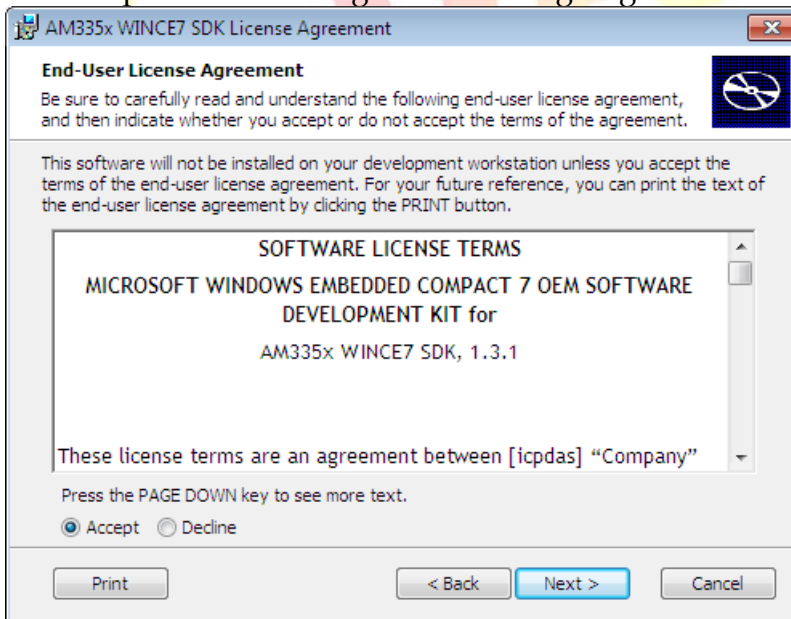 AM335x WINCE7 SDK License Agreement
End-User License Agreement
Be sure to carefully read and understand the following end-user license agreement,
and then indicate whether you accept or do not accept the terms of the agreement.
This software will not be installed on your development workstation unless you accept the
terms of the end-user license agreement. For your future reference, you can print the text of
the end-user license agreement by clicking the PRINT button.
SOFTWARE LICENSE TERMS
MICROSOFT WINDOWS EMBEDDED COMPACT 7 OEM SOFTWARE
DEVELOPMENT KIT for
AM335x WINCE7 SDK, 1.3.1
These license terms are an agreement between [icpdas] “Company”
Press the PAGE DOWN key to see more text.
Accept Decline
Print < Back Next > Cancel